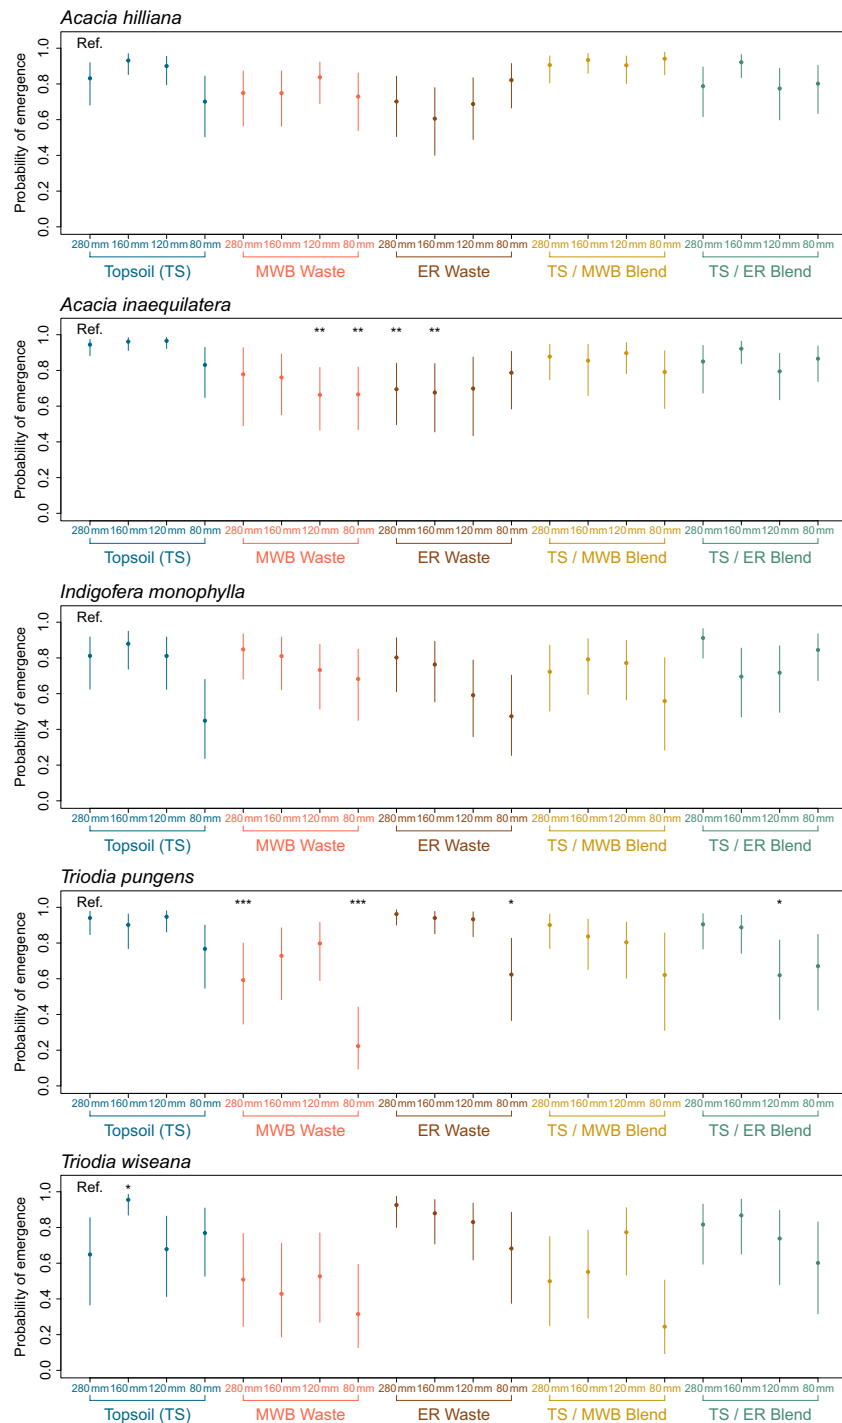 Acacia hilliana
Ref.
Probability of emergence
0.0 0.2 0.4 0.6 0.8 1.0
280 mm 160 mm 120 mm 80 mm 280 mm 160 mm 120 mm 80 mm 280 mm 160 mm 120 mm 80 mm 280 mm 160 mm 120 mm 80 mm 280 mm 160 mm 120 mm 80 mm
Topsoil (TS) MWB Waste ER Waste TS / MWB Blend TS / ER Blend
Acacia inaequilatera
Ref. ** ** ** **
Probability of emergence
0.0 0.2 0.4 0.6 0.8 1.0
280 mm 160 mm 120 mm 80 mm 280 mm 160 mm 120 mm 80 mm 280 mm 160 mm 120 mm 80 mm 280 mm 160 mm 120 mm 80 mm 280 mm 160 mm 120 mm 80 mm
Topsoil (TS) MWB Waste ER Waste TS / MWB Blend TS / ER Blend
Indigofera monophylla
Ref.
Probability of emergence
0.0 0.2 0.4 0.6 0.8 1.0
280 mm 160 mm 120 mm 80 mm 280 mm 160 mm 120 mm 80 mm 280 mm 160 mm 120 mm 80 mm 280 mm 160 mm 120 mm 80 mm 280 mm 160 mm 120 mm 80 mm
Topsoil (TS) MWB Waste ER Waste TS / MWB Blend TS / ER Blend
Triodia pungens
Ref. *** *** * *
Probability of emergence
0.0 0.2 0.4 0.6 0.8 1.0
280 mm 160 mm 120 mm 80 mm 280 mm 160 mm 120 mm 80 mm 280 mm 160 mm 120 mm 80 mm 280 mm 160 mm 120 mm 80 mm 280 mm 160 mm 120 mm 80 mm
Topsoil (TS) MWB Waste ER Waste TS / MWB Blend TS / ER Blend
Triodia wiseana
Ref. *
Probability of emergence
0.0 0.2 0.4 0.6 0.8 1.0
280 mm 160 mm 120 mm 80 mm 280 mm 160 mm 120 mm 80 mm 280 mm 160 mm 120 mm 80 mm 280 mm 160 mm 120 mm 80 mm 280 mm 160 mm 120 mm 80 mm
Topsoil (TS) MWB Waste ER Waste TS / MWB Blend TS / ER Blend